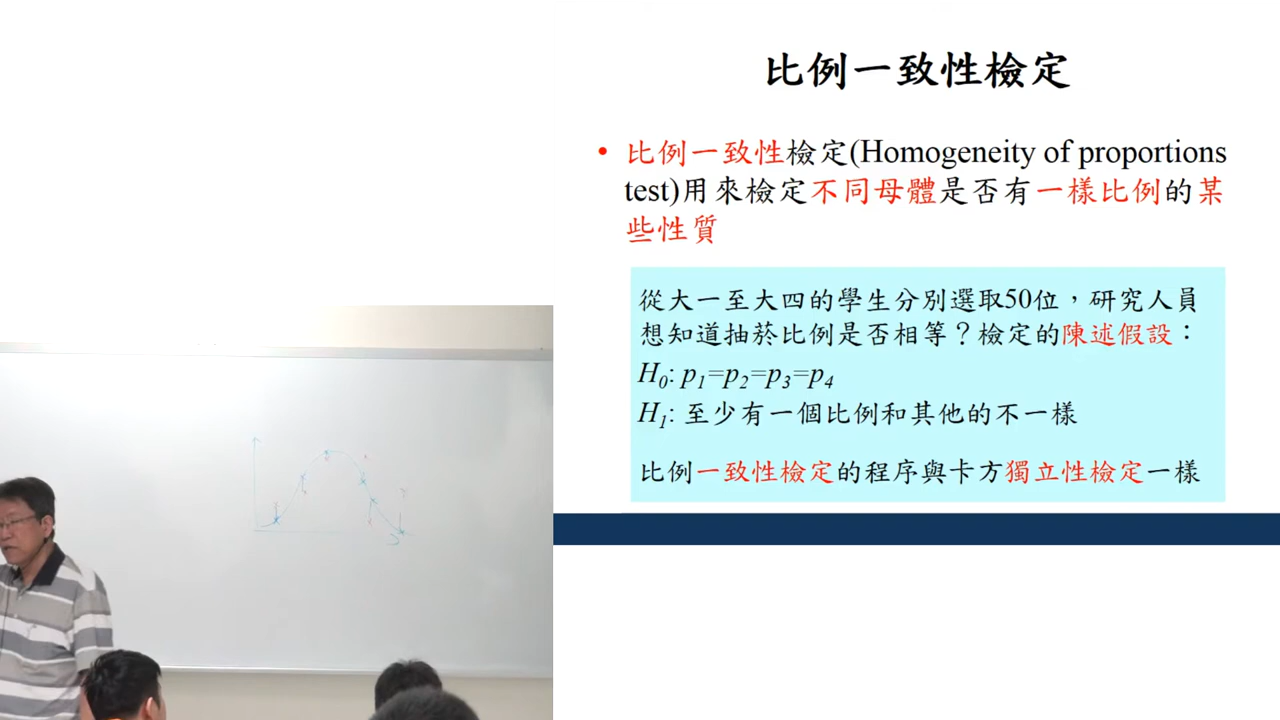 比例一致性檢定
• 比例一致性檢定(Homogeneity of proportions
test)用來檢定不同母體是否有一樣比例的某
些性質
從大一至大四的學生分別選取50位，研究人員
想知道抽菸比例是否相等？檢定的陳述假設：
H0: p1=p2=p3=p4
H1: 至少有一個比例和其他的不一樣
比例一致性檢定的程序與卡方獨立性檢定一樣